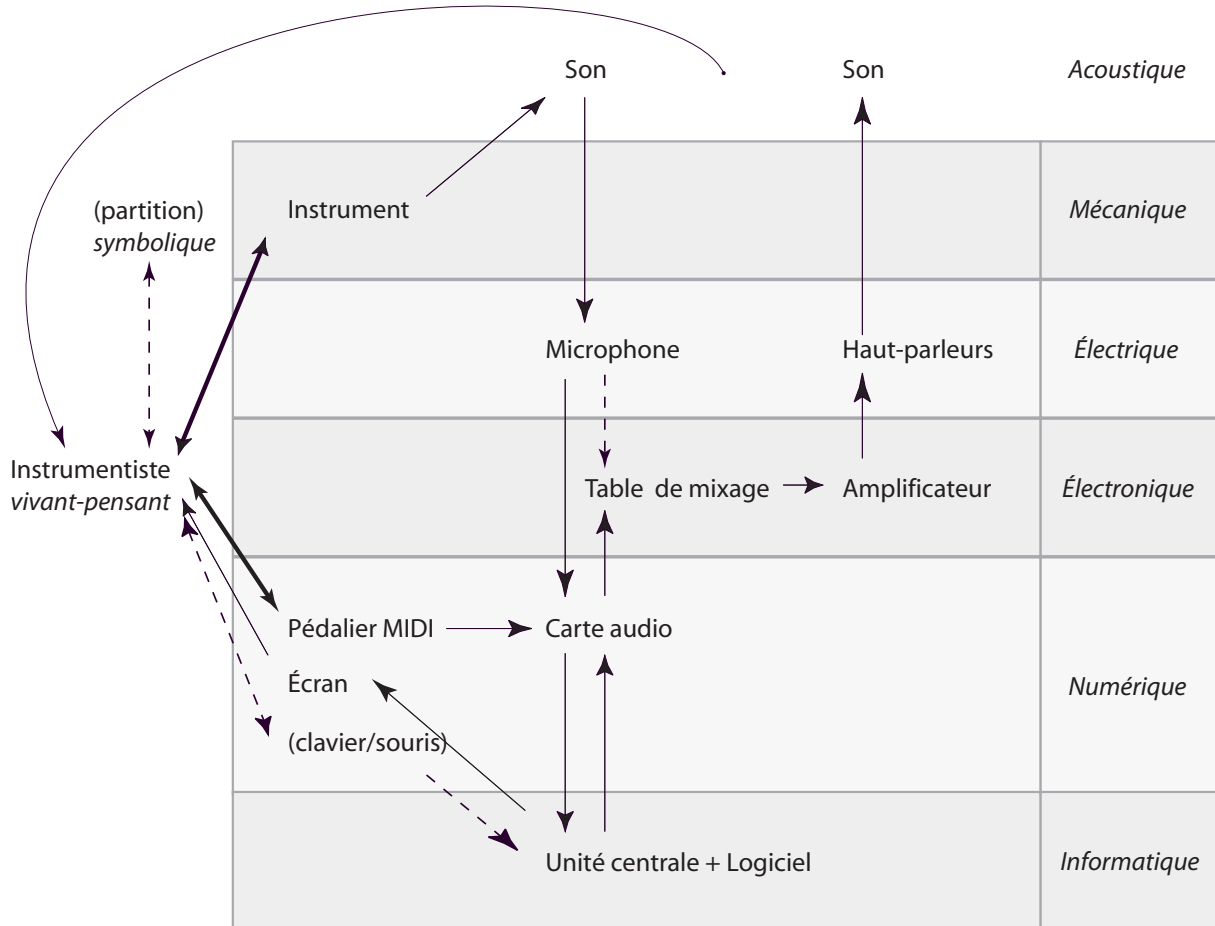 Son
Son
Acoustique
(partition)
symbolique
Instrument
Mécanique
Microphone
Haut-parleurs
Électrique
Instrumentiste
vivant-pensant
Table de mixage
Amplificateur
Électronique
Pédalier MIDI
Carte audio
Écran
Numérique
(clavier/souris)
Unité centrale + Logiciel
Informatique